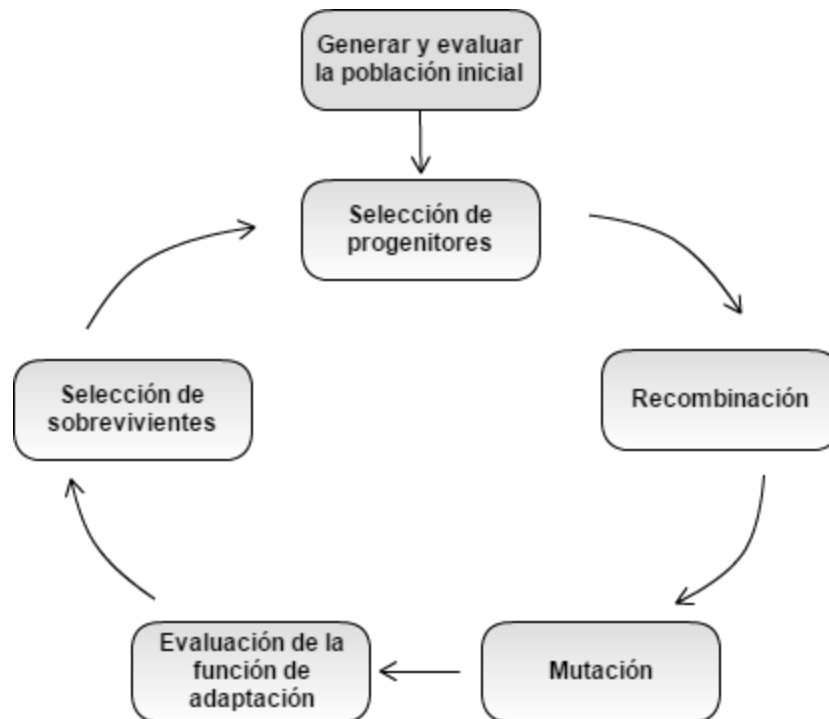 Generar y evaluar
la población inicial
Selección de
progenitores
Recombinación
Mutación
Evaluación de la
función de
adaptación
Selección de
sobrevivientes